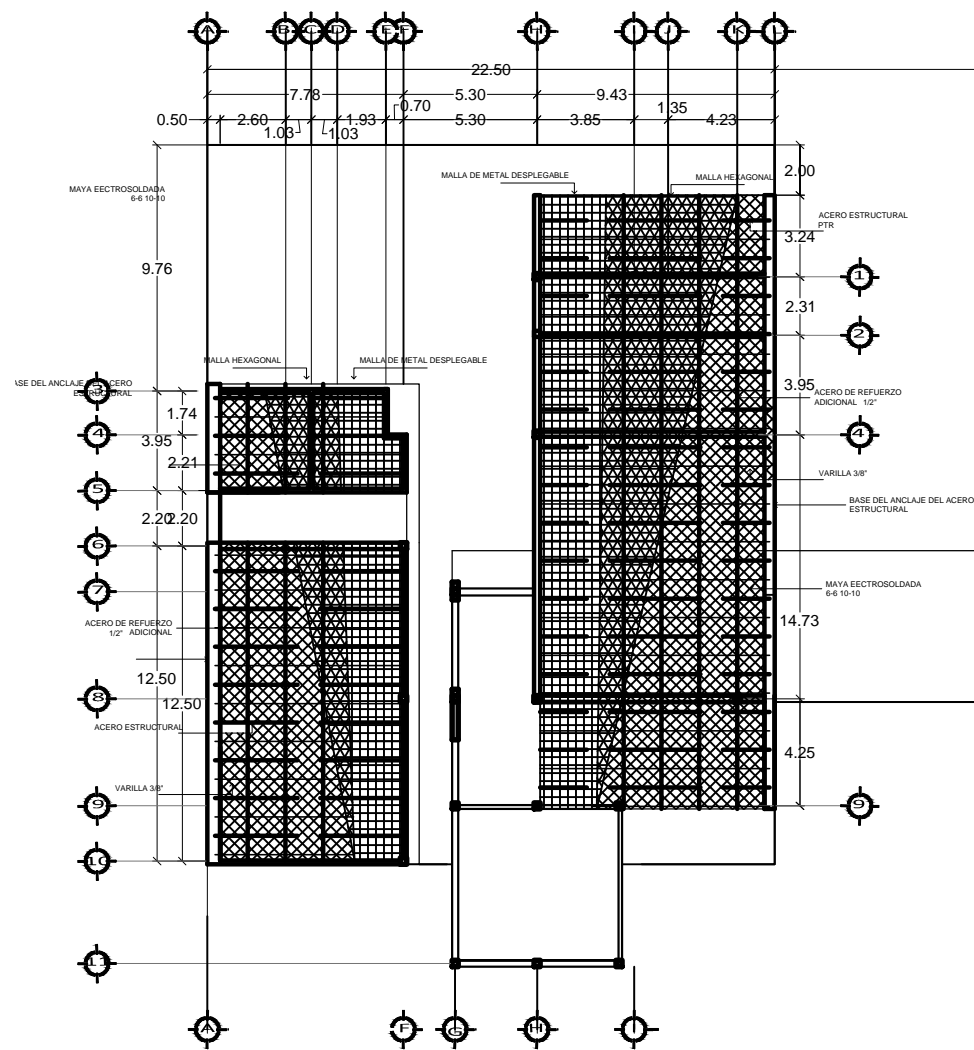 A B C D E F H I J K L
22.50
7.78 5.30 9.43
0.70 1.35
0.50 2.60 1.93 5.30 3.85 4.23
1.03 1.03
2.00
MALLA DE METAL DESPLEGABLE
MALLA HEXAGONAL
MAYA EECTROSOLDADA
6-6 10-10
ACERO ESTRUCTURAL
PTR
3.24
9.76
1
2.31
2
MALLA HEXAGONAL
MALLA DE METAL DESPLEGABLE
ASE DEL ANCLAJE DEL ACERO
ESTRUCTURAL
3
3.95
ACERO DE REFUERZO
ADICIONAL 1/2"
1.74
4
4
3.95
2.21
VARILLA 3/8"
5
BASE DEL ANCLAJE DEL ACERO
ESTRUCTURAL
2.20 2.20
6
MAYA EECTROSOLDADA
6-6 10-10
7
14.73
ACERO DE REFUERZO
1/2" ADICIONAL
12.50
8
12.50
ACERO ESTRUCTURAL
4.25
VARILLA 3/8"
9
9
10
11
A F G H I